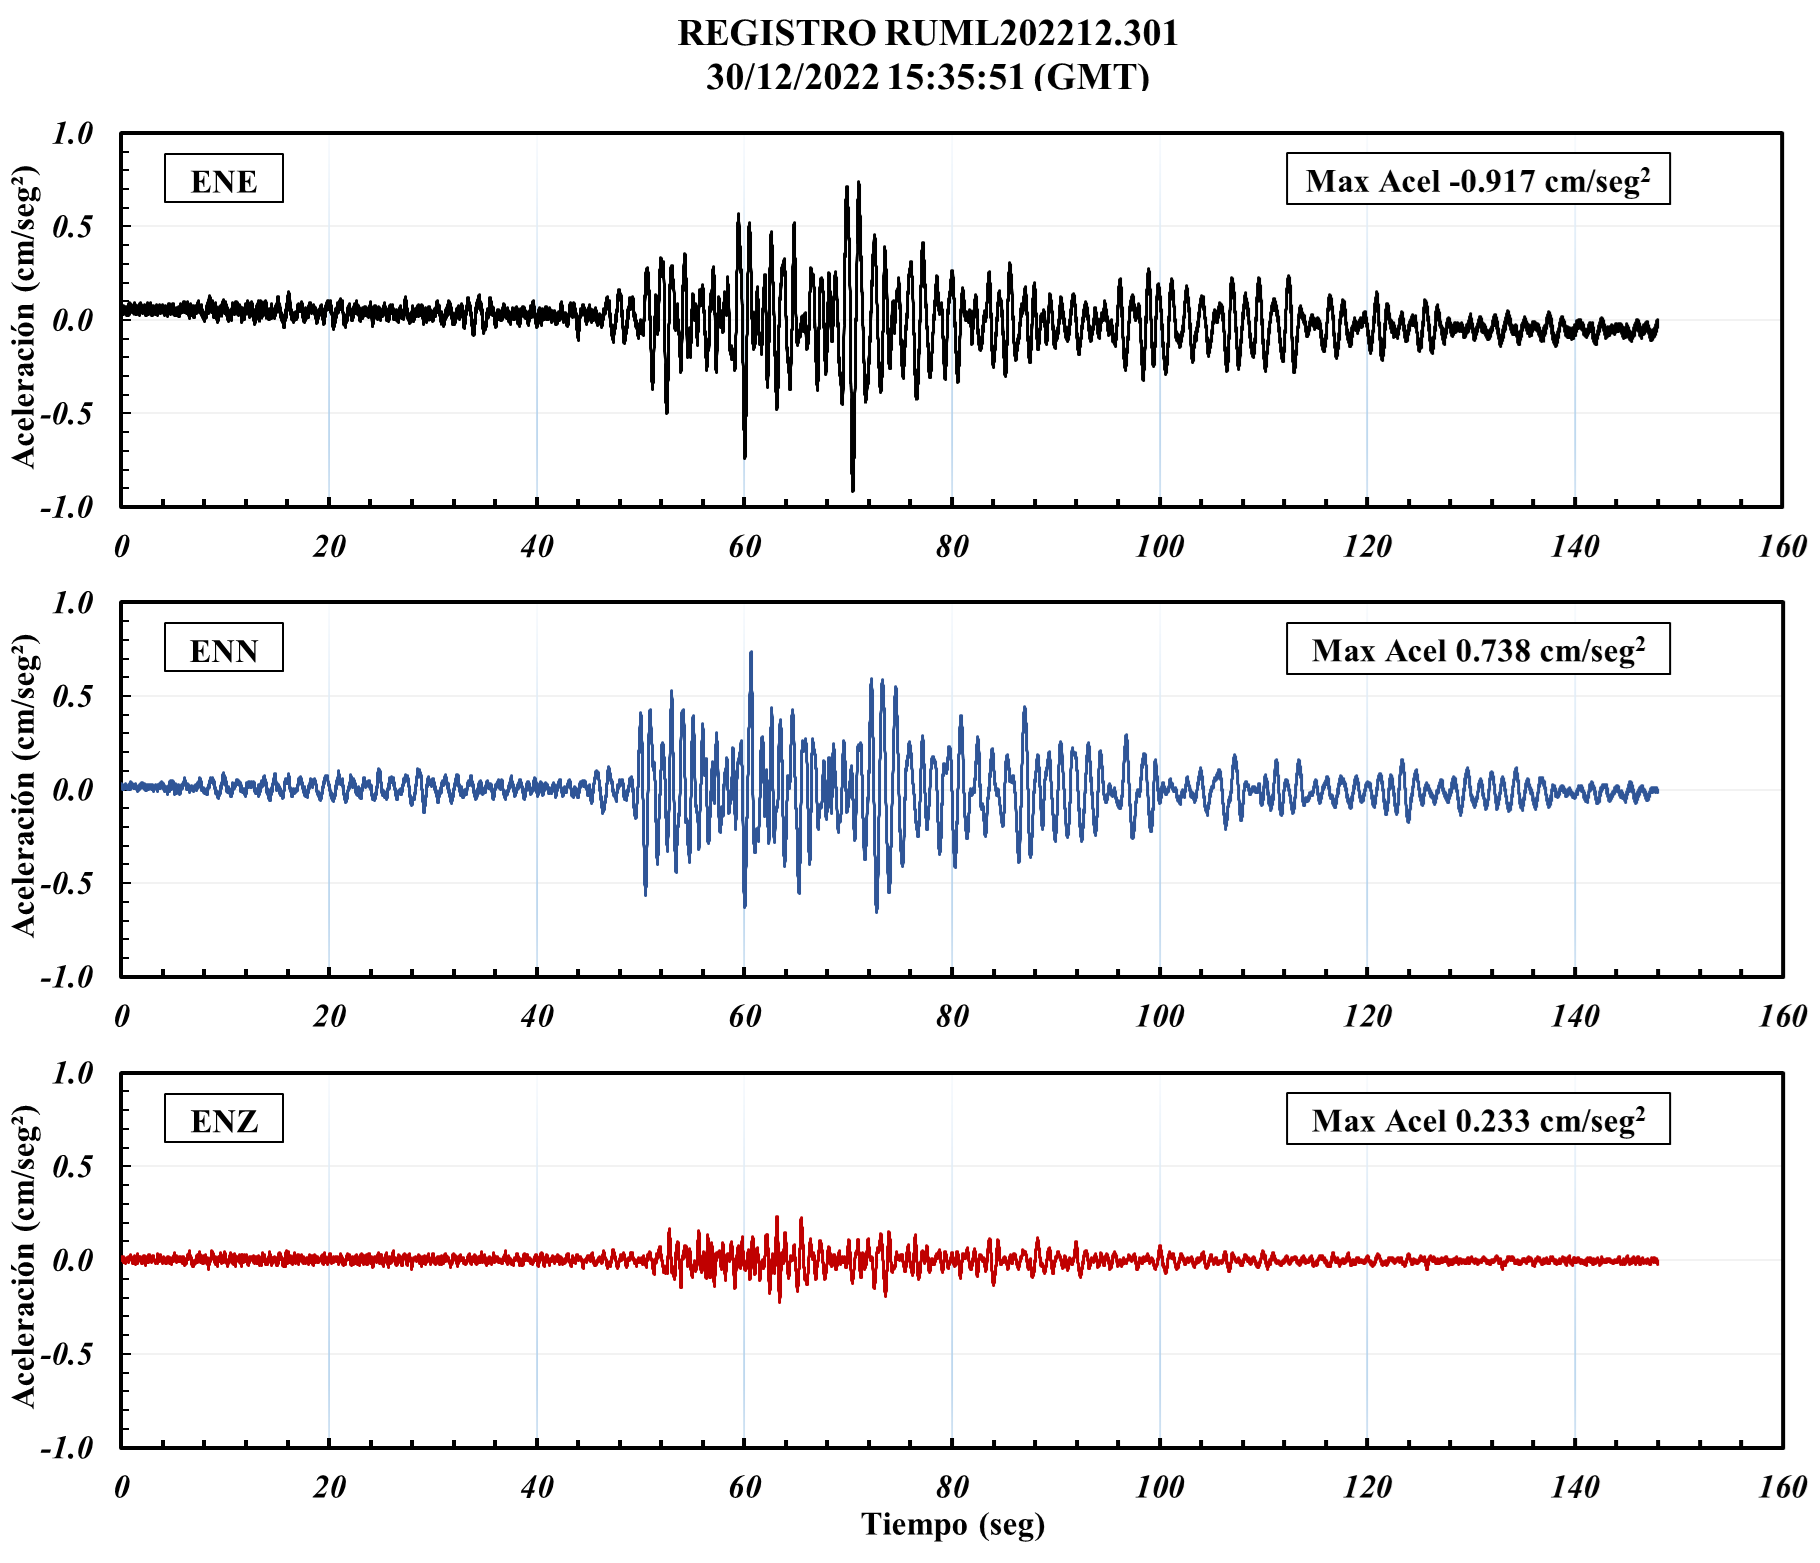 REGISTRO RUML202212.301
30/12/2022 15:35:51 (GMT)
Aceleración (cm/seg²)
1.0
0.5
0.0
-0.5
-1.0
ENE
Max Acel -0.917 cm/seg²
0 20 40 60 80 100 120 140 160
Aceleración (cm/seg²)
1.0
0.5
0.0
-0.5
-1.0
ENN
Max Acel 0.738 cm/seg²
0 20 40 60 80 100 120 140 160
Aceleración (cm/seg²)
1.0
0.5
0.0
-0.5
-1.0
ENZ
Max Acel 0.233 cm/seg²
0 20 40 60 80 100 120 140 160
Tiempo (seg)